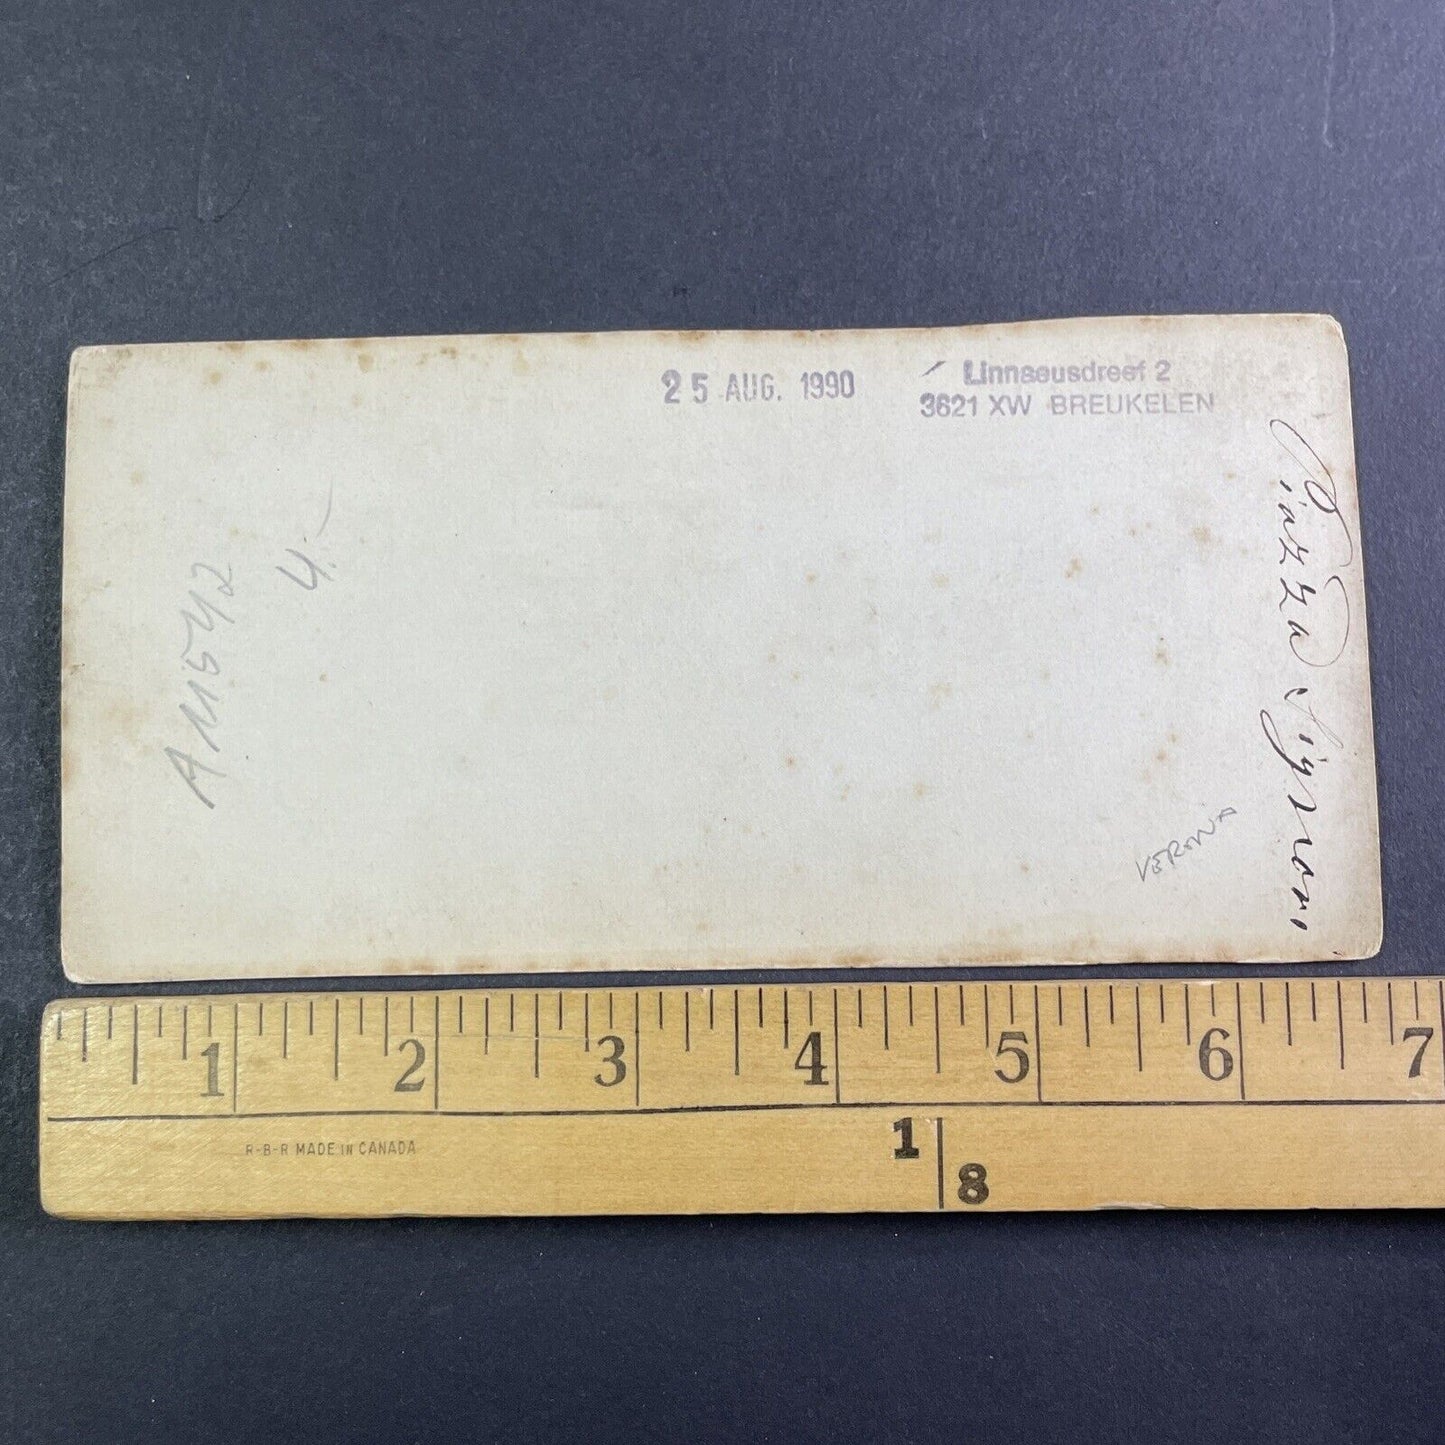 25 AUG. 1990
Linnaeusdreef 2
3621 XW BREUKELEN
Piazza Signori
VERONA
4.-
1 2 3 4 5 6 7
R-B-R MADE IN CANADA
1
8